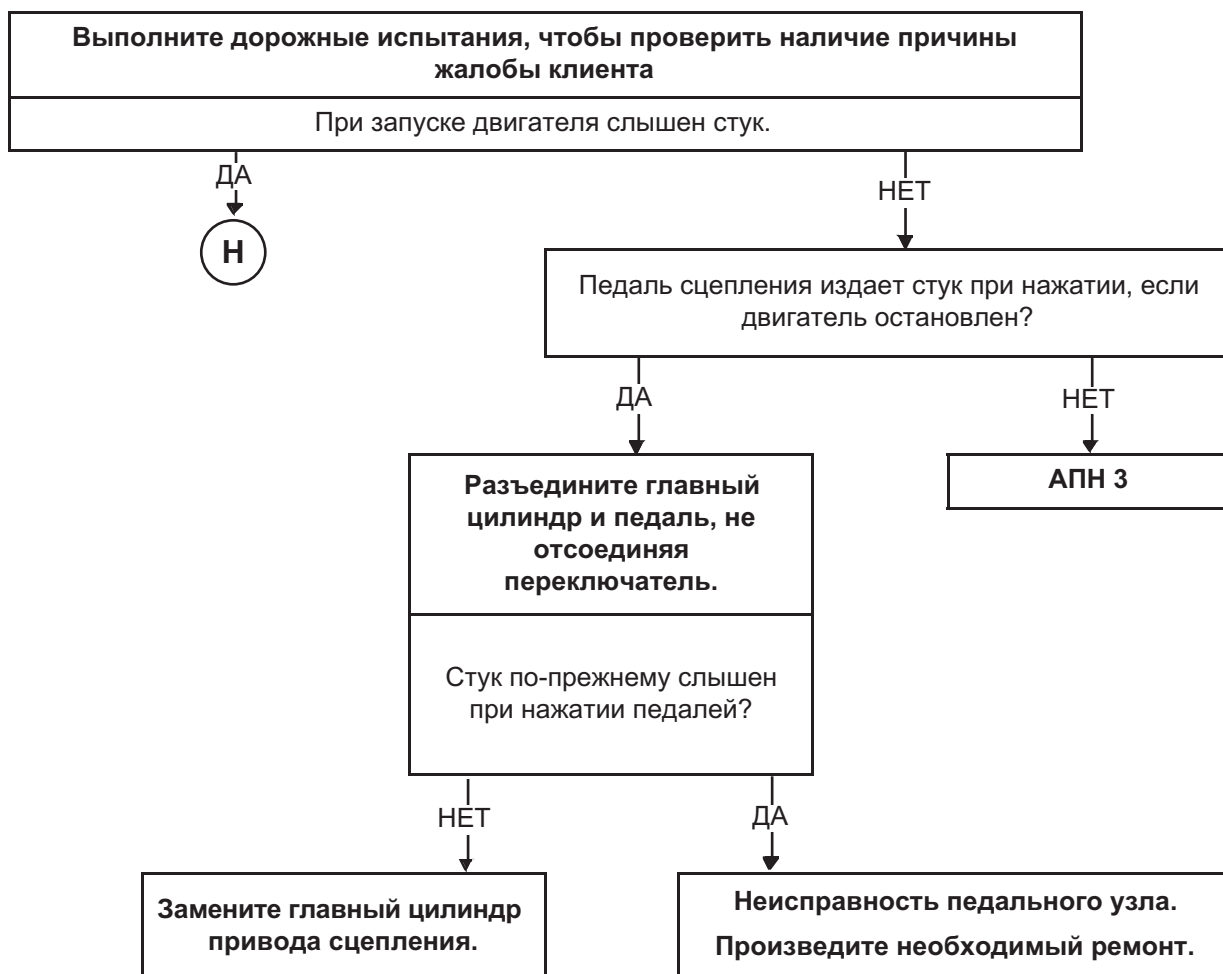 Выполните дорожные испытания, чтобы проверить наличие причины
жалобы клиента
При запуске двигателя слышен стук.
ДА
НЕТ
Н
Педаль сцепления издает стук при нажатии, если
двигатель остановлен?
ДА
НЕТ
Разъедините главный
цилиндр и педаль, не
отсоединяя
переключатель.
АПН 3
Стук по-прежнему слышен
при нажатии педалей?
НЕТ
ДА
Замените главный цилиндр
привода сцепления.
Неисправность педального узла.
Произведите необходимый ремонт.